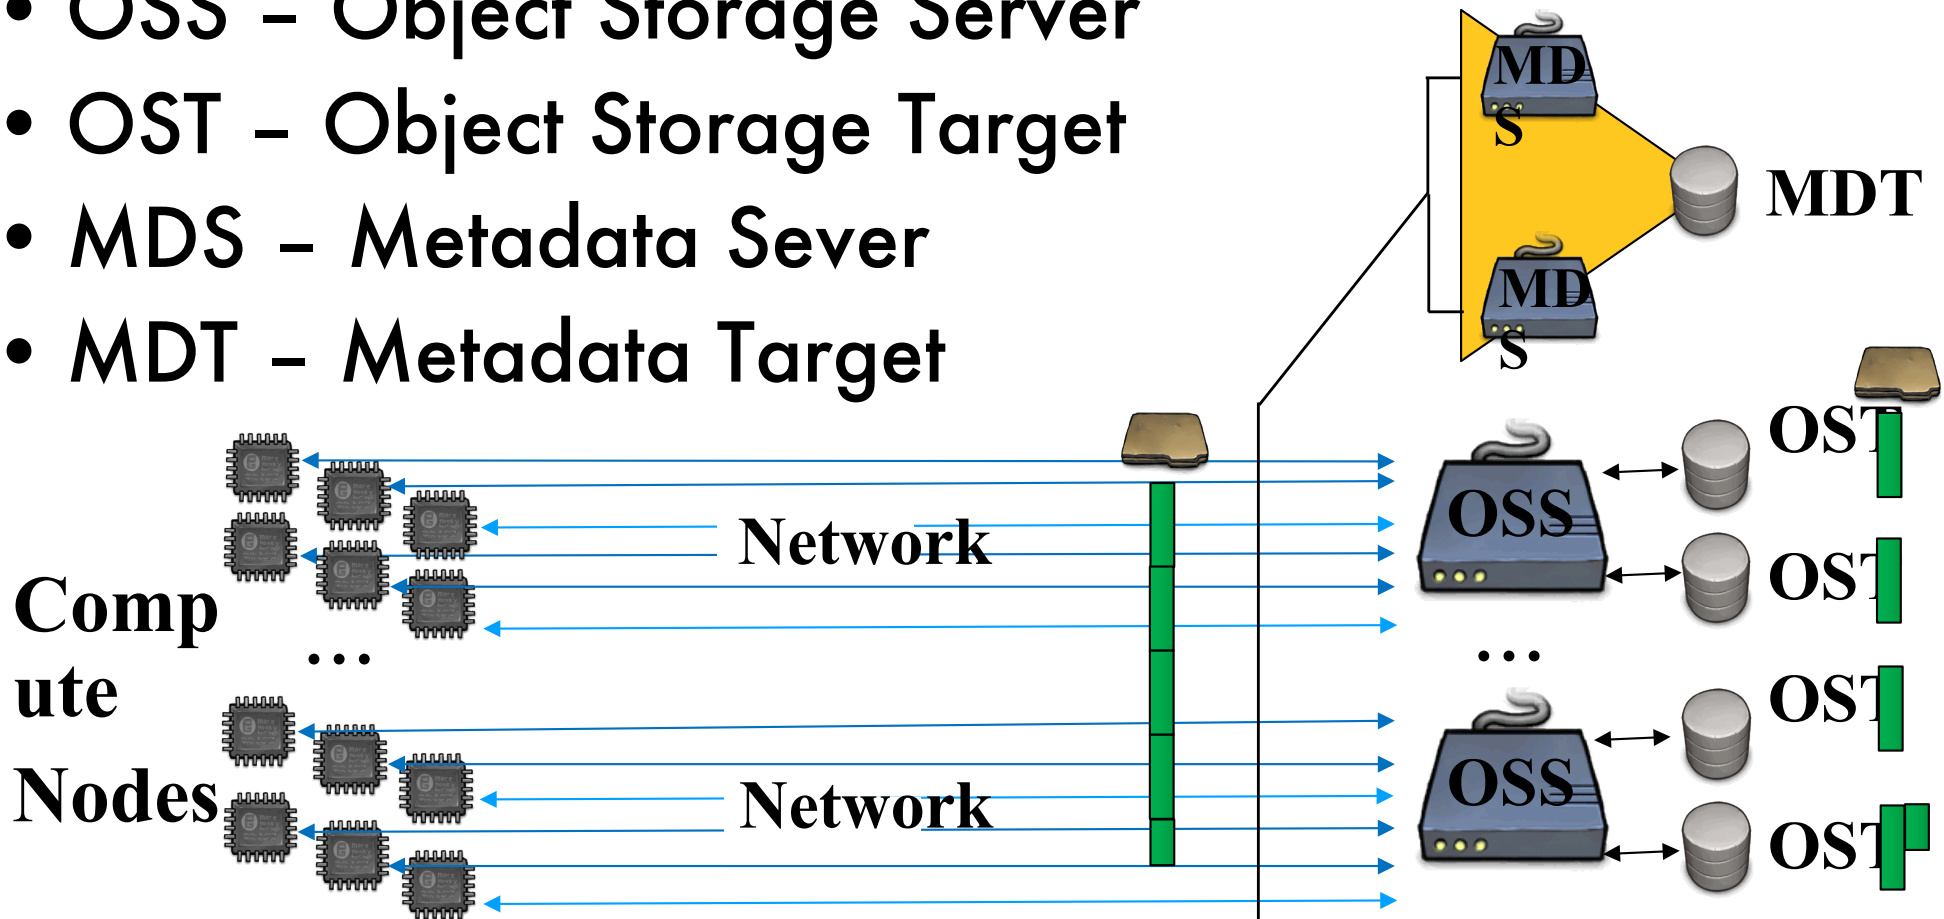 • OSS – Object Storage Server
• OST – Object Storage Target
• MDS – Metadata Sever
• MDT – Metadata Target
MD
S
MDT
MD
S
OST
OSS
Network
OST
Comp
ute
Nodes
...
...
OST
OSS
Network
OST